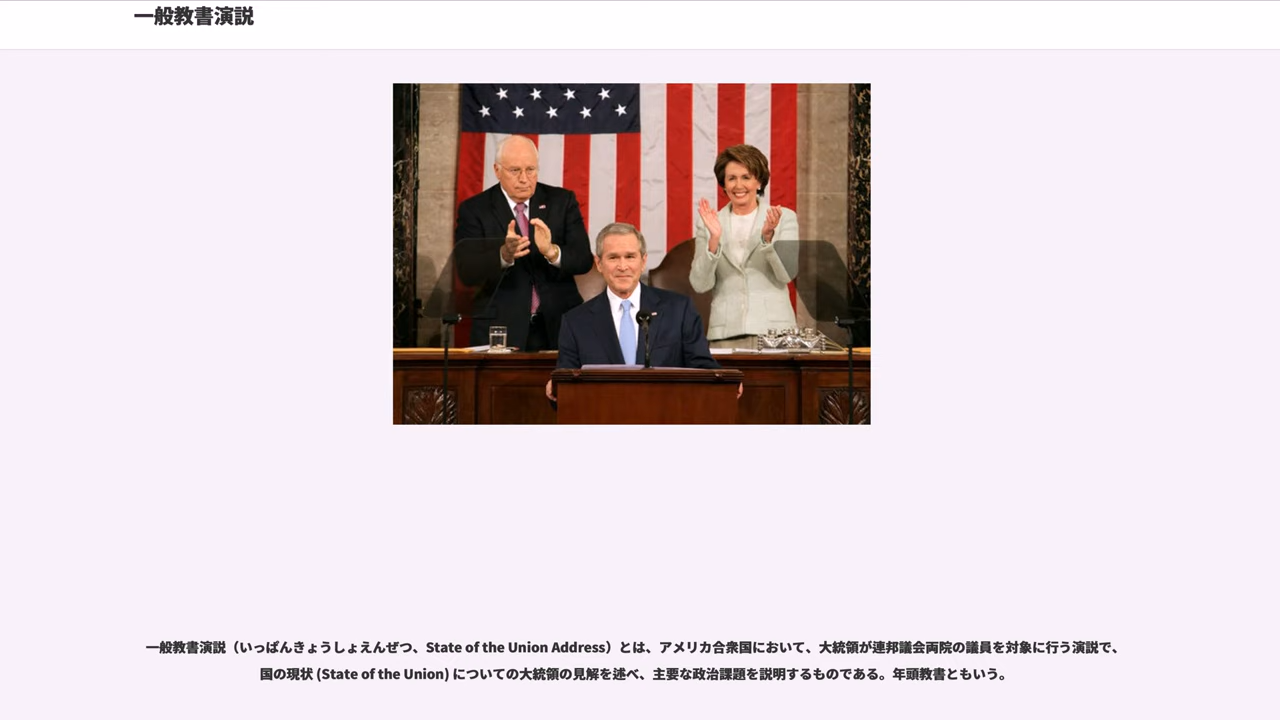 一般教書演説
一般教書演説（いっぱんきょうしょえんぜつ、State of the Union Address）とは、アメリカ合衆国において、大統領が連邦議会両院の議員を対象に行う演説で、
国の現状 (State of the Union) についての大統領の見解を述べ、主要な政治課題を説明するものである。年頭教書ともいう。